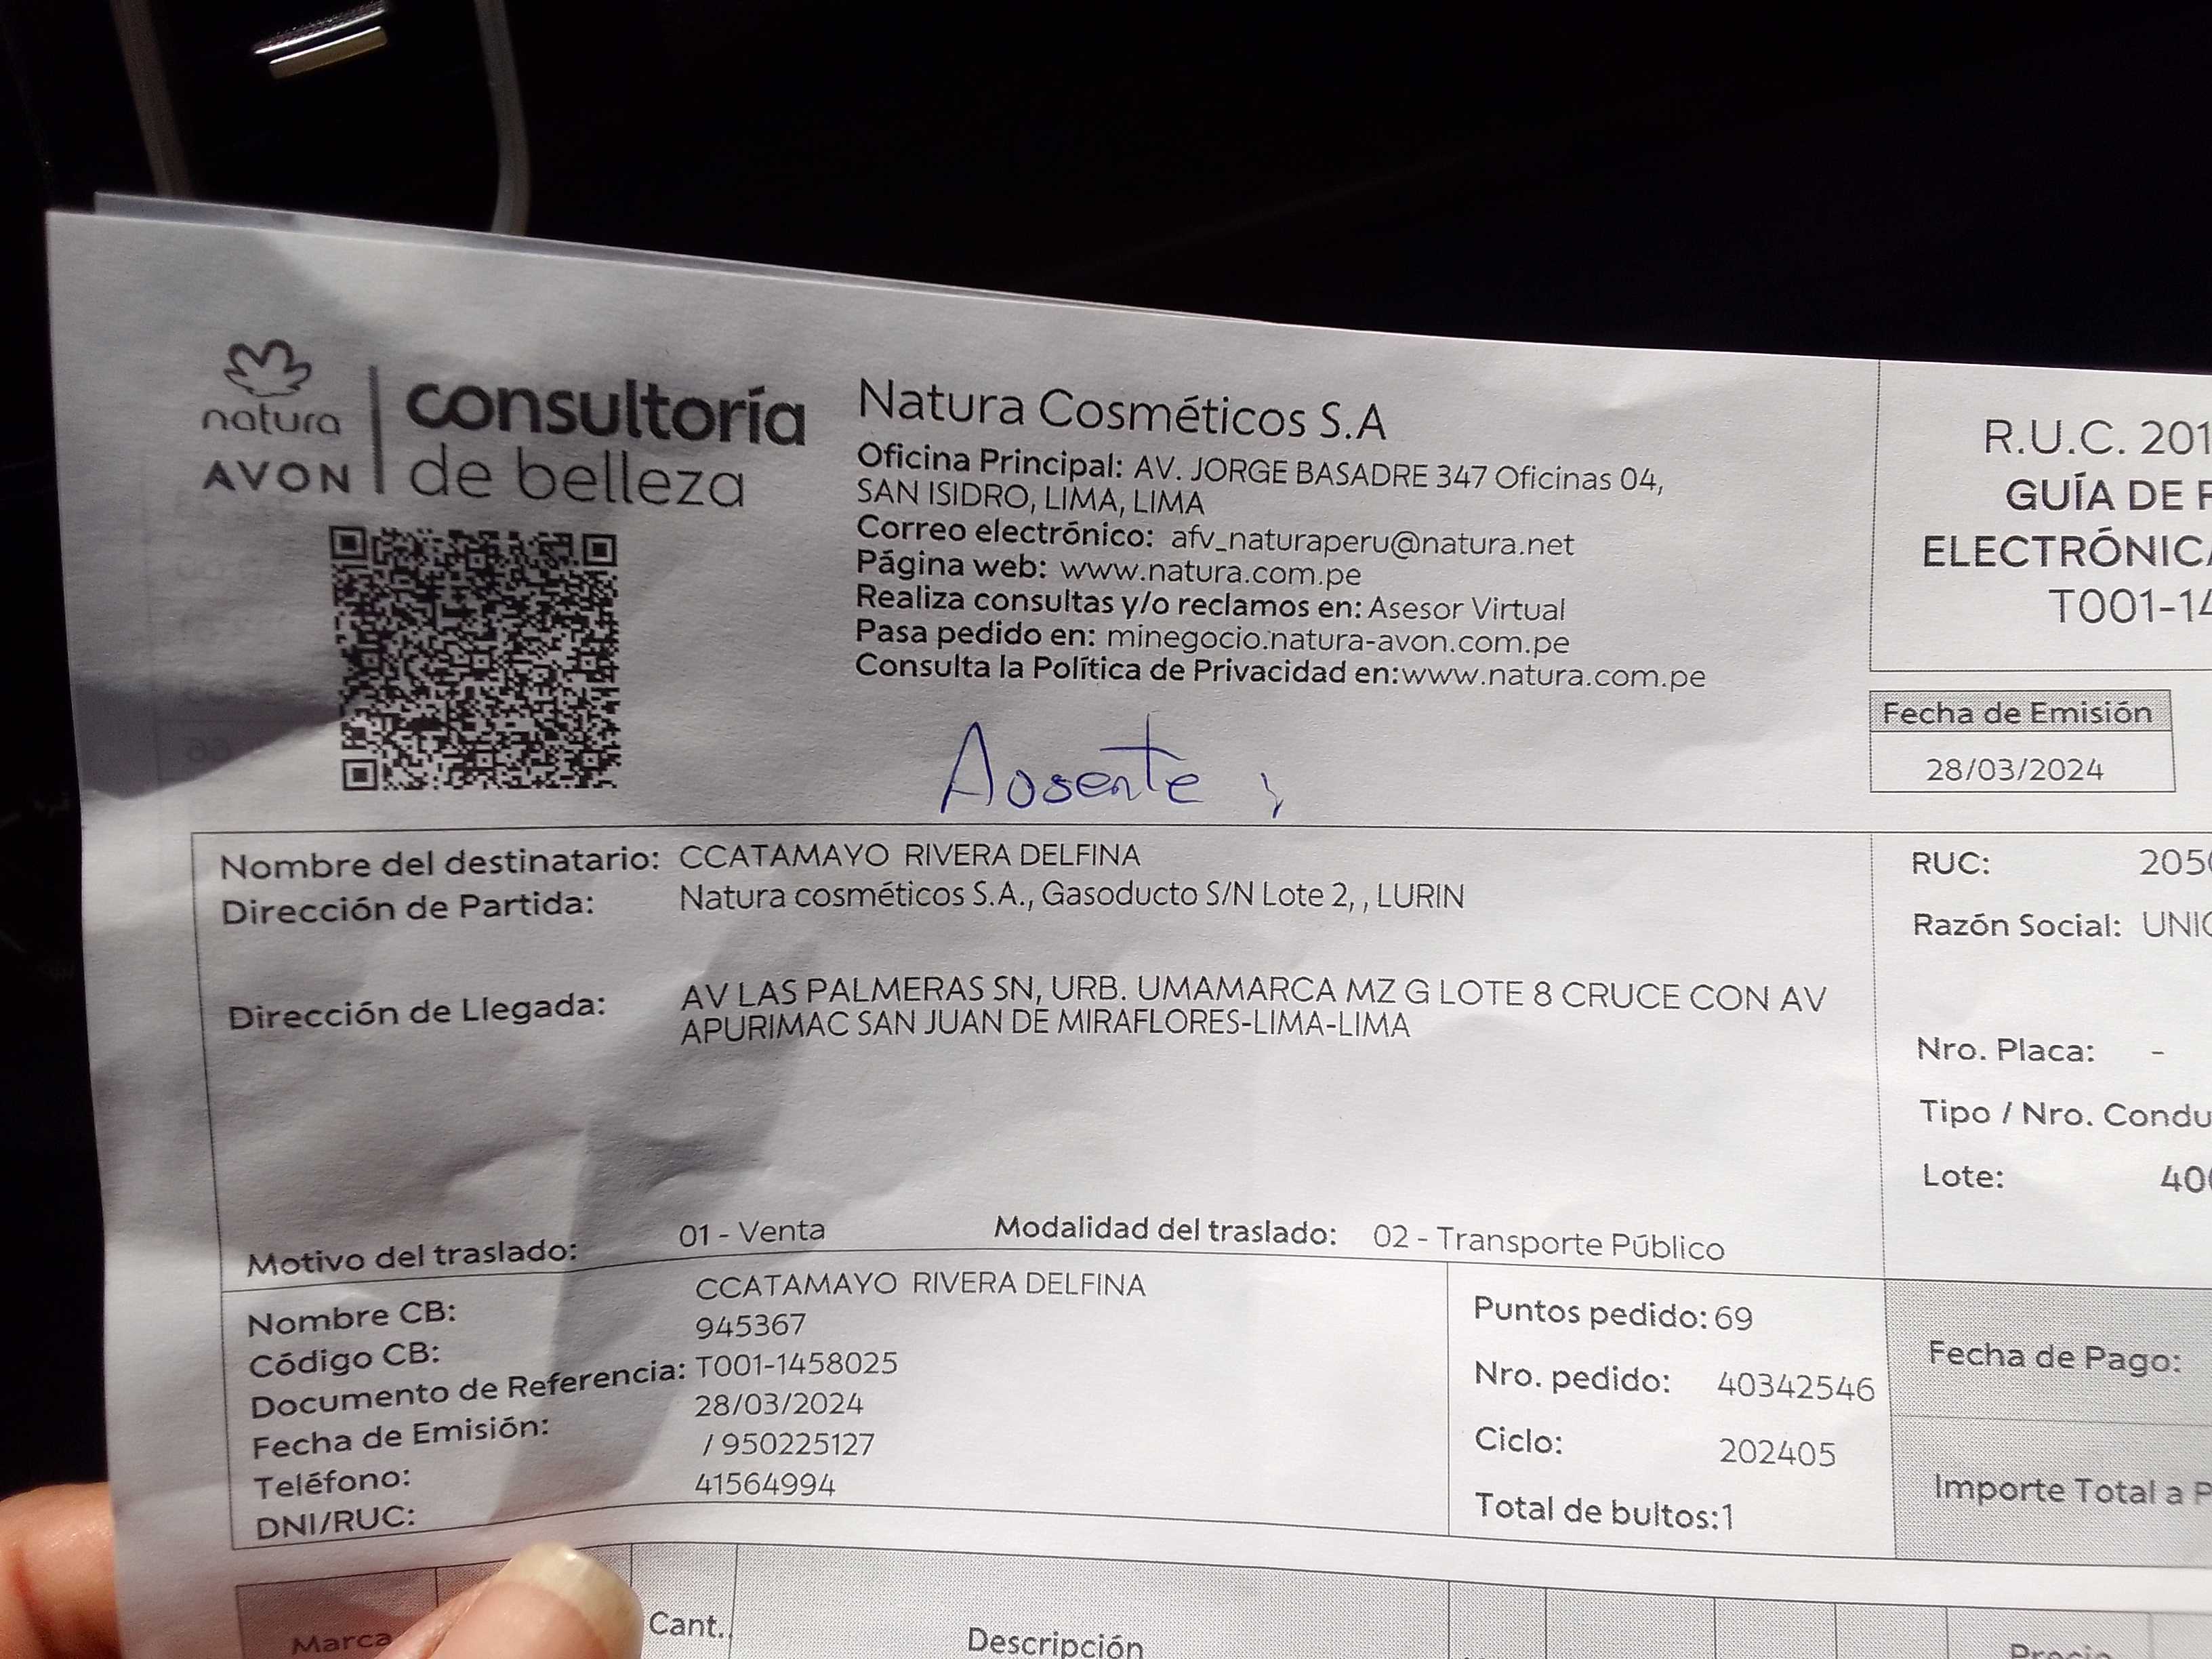 natura
AVON
consultoría
de belleza
Natura Cosméticos S.A
Oficina Principal: AV. JORGE BASADRE 347 Oficinas 04,
SAN ISIDRO, LIMA, LIMA
Correo electrónico: afv_naturaperu@natura.net
Página web: www.natura.com.pe
Realiza consultas y/o reclamos en: Asesor Virtual
Pasa pedido en: minegocio.natura-avon.com.pe
Consulta la Política de Privacidad en:www.natura.com.pe
R.U.C. 201
GUÍA DE
ELECTRÓNICA
T001-14
Fecha de Emisión
28/03/2024
Aosente
Nombre del destinatario: CCATAMAYO RIVERA DELFINA
Dirección de Partida: Natura cosméticos S.A., Gasoducto S/N Lote 2, , LURIN
Dirección de Llegada: AV LAS PALMERAS SN, URB. UMAMARCA MZ G LOTE 8 CRUCE CON AV
APURIMAC SAN JUAN DE MIRAFLORES-LIMA-LIMA
Motivo del traslado: 01 - Venta Modalidad del traslado: 02 - Transporte Público
RUC: 205
Razón Social:
Nro. Placa: -
Tipo / Nro. Condu
Lote: 40
Nombre CB: CCATAMAYO RIVERA DELFINA
Código CB: 945367
Documento de Referencia: T001-1458025
Fecha de Emisión: 28/03/2024
Teléfono: / 950225127
DNI/RUC: 41564994
Puntos pedido: 69
Nro. pedido: 40342546
Ciclo: 202405
Total de bultos:1
Fecha de Pago:
Importe Total a P
Marca Cant. Descripción Precio